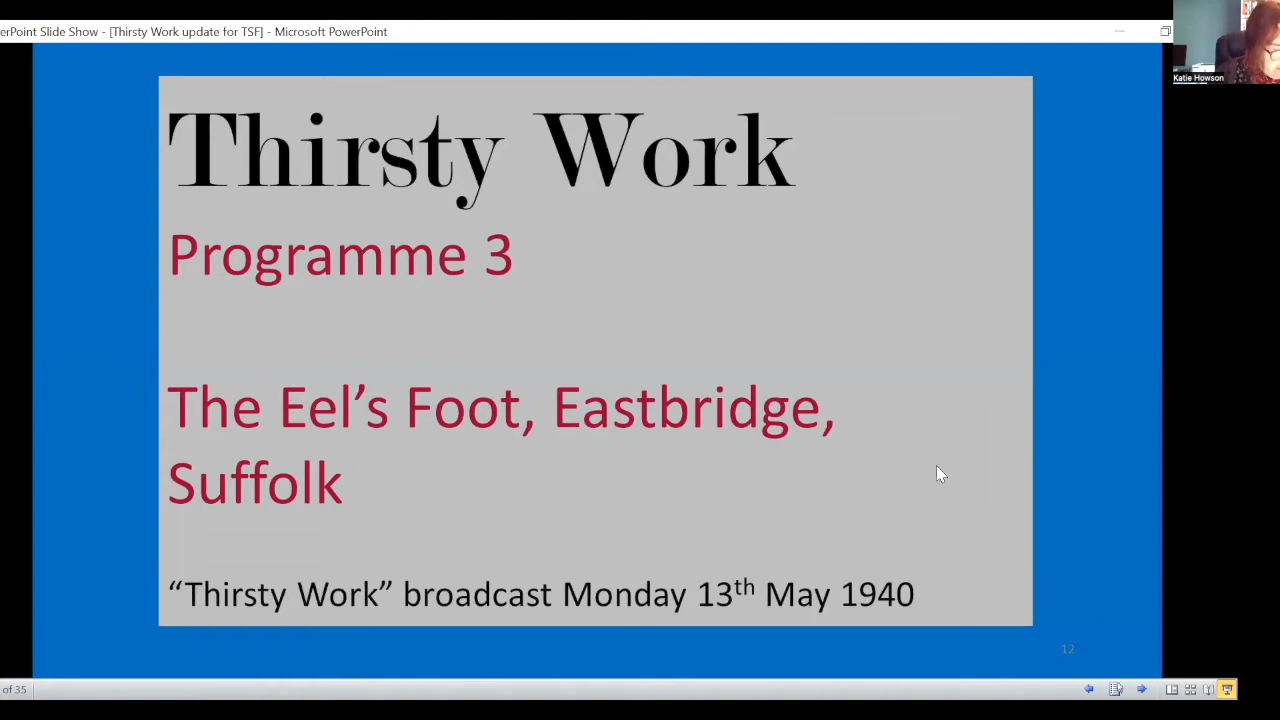 erPoint Slide Show - [Thirsty Work update for TSF] - Microsoft PowerPoint
Katie Howson
Thirsty Work
Programme 3
The Eel’s Foot, Eastbridge,
Suffolk
“Thirsty Work” broadcast Monday 13th May 1940
12
of 35